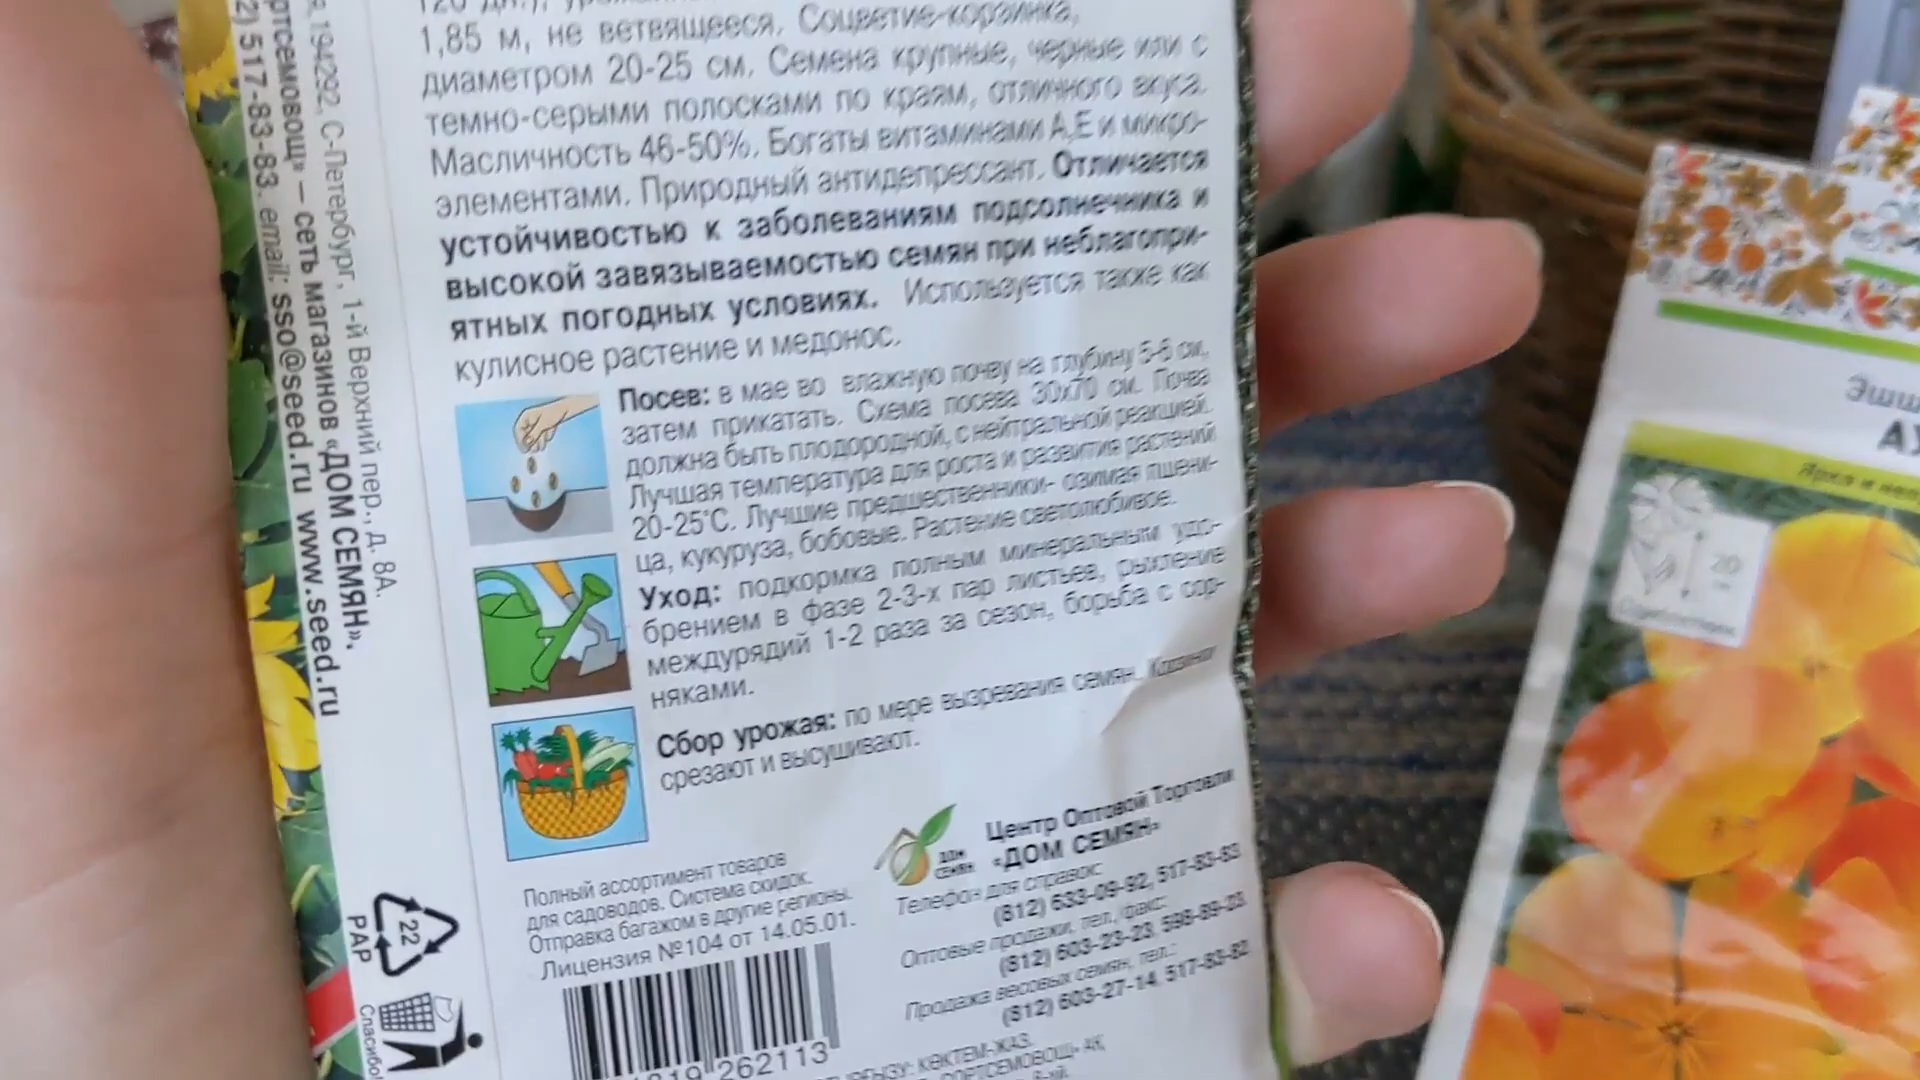 1,85 м, не ветвящееся. Соцветие-корзинка,
диаметром 20-25 см. Семена крупные, черные или с
темно-серыми полосками по краям, отличного вкуса.
Масличность 46-50%. Богаты витаминами А,Е и микро-
элементами. Природный антидепрессант. Отличается
устойчивостью к заболеваниям подсолнечника и
высокой завязываемостью семян при неблагопри-
ятных погодных условиях. Используется также как
кулисное растение и медонос.
Посев: в мае во влажную почву на глубину 5-6 см,
затем прикатать. Схема посева 30х70 см. Почва
должна быть плодородной, с нейтральной реакцией.
Лучшая температура для роста и развития растений
20-25°С. Лучшие предшественники- озимая пшени-
ца, кукуруза, бобовые. Растение светолюбивое.
Уход: подкормка полным минеральным удо-
брением в фазе 2-3-х пар листьев, рыхление
междурядий 1-2 раза за сезон, борьба с сор-
няками.
Сбор урожая: по мере вызревания семян. Корзинки
срезают и высушивают.
Полный ассортимент товаров
для садоводов. Система скидок.
Отправка багажом в другие регионы.
Лицензия №104 от 14.05.01.
ДОМ
СЕМЯН
Центр Оптовой Торговли
«ДОМ СЕМЯН»
Телефон для справок:
(812) 633-09-92, 517-83-83
Оптовые продажи, тел./факс:
(812) 603-23-23, 598-89-23
Продажа весовых семян, тел.:
(812) 603-27-14, 517-83-82
262113
КӨКТЕМ-ЖАЗ.
194292, С-Петербург, 1-й Верхний пер., д. 8А.
— сеть магазинов «ДОМ СЕМЯН».
517-83-83. email: sso@seed.ru www.seed.ru
22
PAP
Спасибо!
20